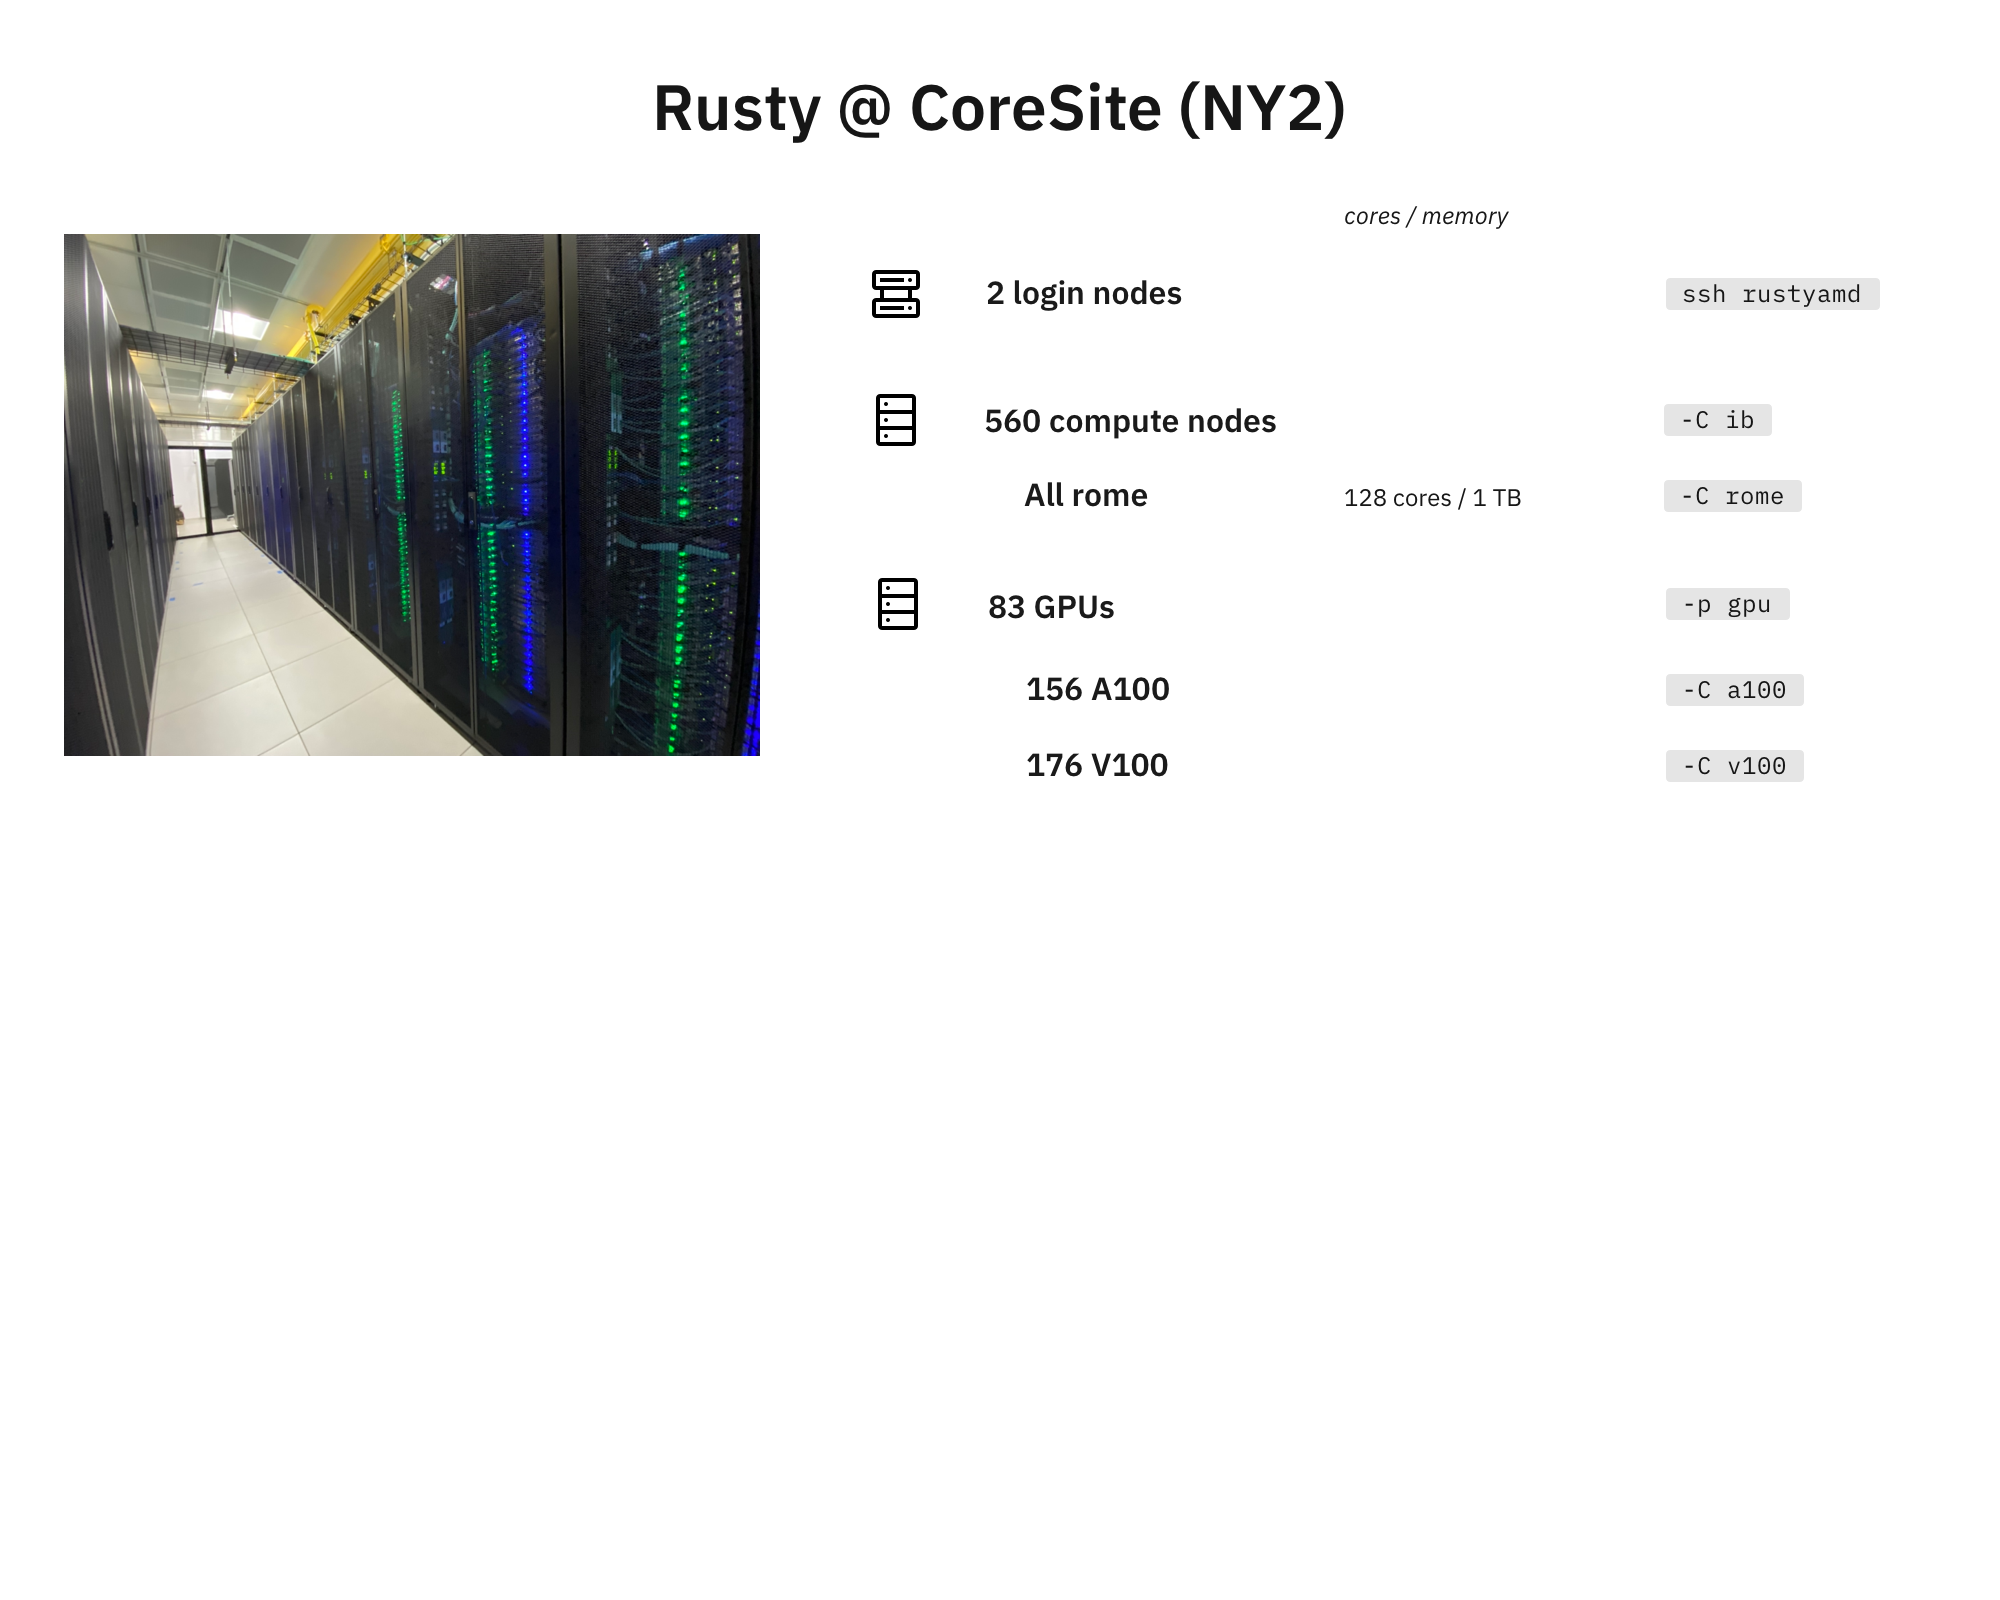 Rusty @ CoreSite (NY2)
cores / memory
2 login nodes ssh rustyamd
560 compute nodes -C ib
All rome 128 cores / 1 TB -C rome
83 GPUs -p gpu
156 A100 -C a100
176 V100 -C v100